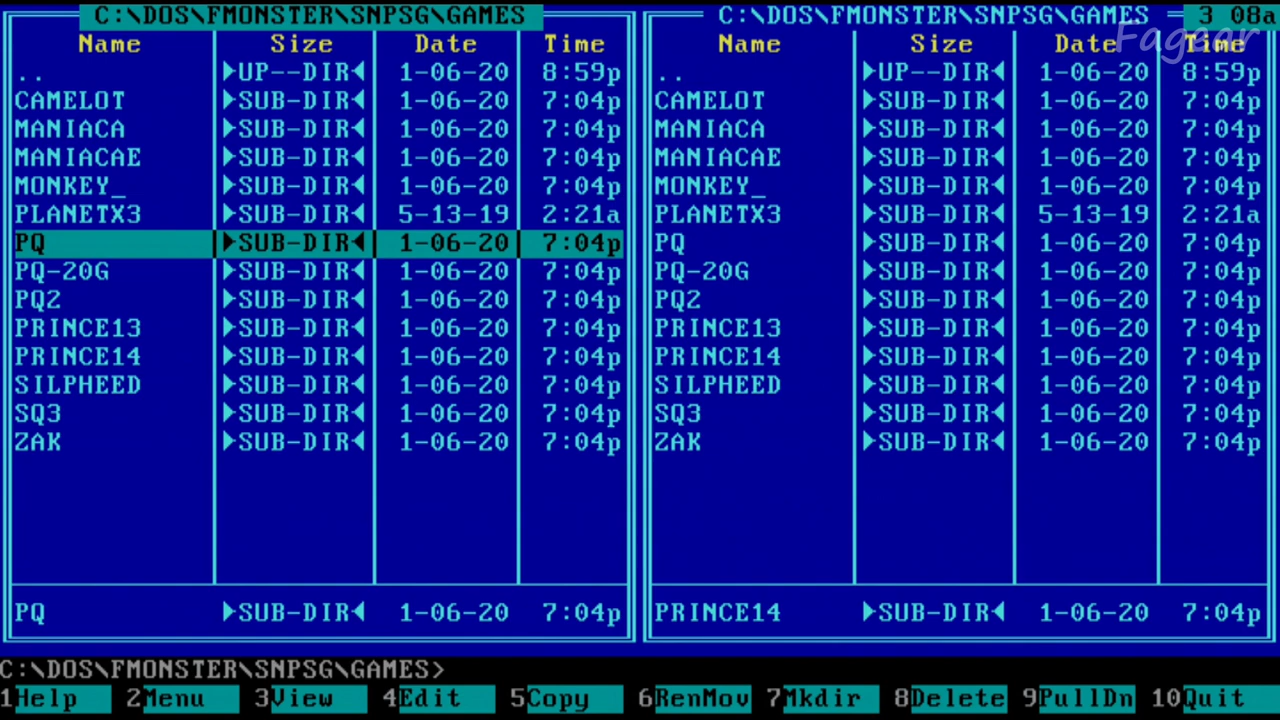 C:\DOS\FMONSTER\SNPSG\GAMES C:\DOS\FMONSTER\SNPSG\GAMES 3 08a
Name Size Date Time Name Size Date Time
Fagear
.. ►UP--DIR◄ 1-06-20 8:59p .. ►UP--DIR◄ 1-06-20 8:59p
CAMELOT ►SUB-DIR◄ 1-06-20 7:04p CAMELOT ►SUB-DIR◄ 1-06-20 7:04p
MANIACA ►SUB-DIR◄ 1-06-20 7:04p MANIACA ►SUB-DIR◄ 1-06-20 7:04p
MANIACAE ►SUB-DIR◄ 1-06-20 7:04p MANIACAE ►SUB-DIR◄ 1-06-20 7:04p
MONKEY_ ►SUB-DIR◄ 1-06-20 7:04p MONKEY_ ►SUB-DIR◄ 1-06-20 7:04p
PLANETX3 ►SUB-DIR◄ 5-13-19 2:21a PLANETX3 ►SUB-DIR◄ 5-13-19 2:21a
PQ ►SUB-DIR◄ 1-06-20 7:04p PQ ►SUB-DIR◄ 1-06-20 7:04p
PQ-20G ►SUB-DIR◄ 1-06-20 7:04p PQ-20G ►SUB-DIR◄ 1-06-20 7:04p
PQ2 ►SUB-DIR◄ 1-06-20 7:04p PQ2 ►SUB-DIR◄ 1-06-20 7:04p
PRINCE13 ►SUB-DIR◄ 1-06-20 7:04p PRINCE13 ►SUB-DIR◄ 1-06-20 7:04p
PRINCE14 ►SUB-DIR◄ 1-06-20 7:04p PRINCE14 ►SUB-DIR◄ 1-06-20 7:04p
SILPHEED ►SUB-DIR◄ 1-06-20 7:04p SILPHEED ►SUB-DIR◄ 1-06-20 7:04p
SQ3 ►SUB-DIR◄ 1-06-20 7:04p SQ3 ►SUB-DIR◄ 1-06-20 7:04p
ZAK ►SUB-DIR◄ 1-06-20 7:04p ZAK ►SUB-DIR◄ 1-06-20 7:04p
PQ ►SUB-DIR◄ 1-06-20 7:04p PRINCE14 ►SUB-DIR◄ 1-06-20 7:04p
C:\DOS\FMONSTER\SNPSG\GAMES>
1Help 2Menu 3View 4Edit 5Copy 6RenMov 7Mkdir 8Delete 9PullDn 10Quit